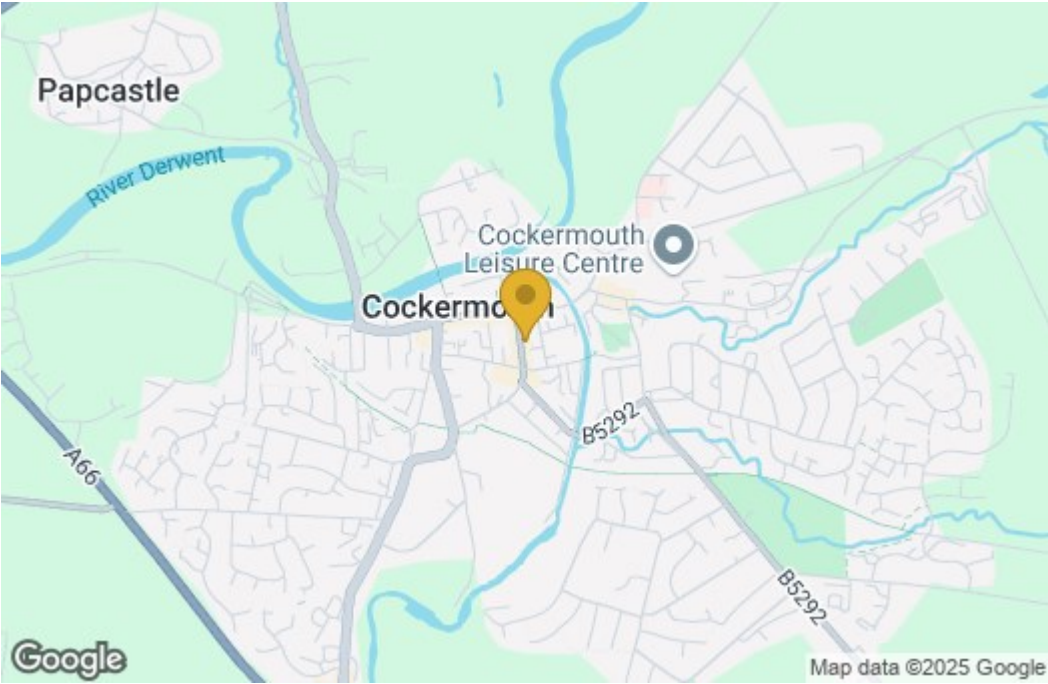 Papcastle
River Derwent
Cockermouth
Leisure Centre
Cockermouth
B5292
A66
B5292
Google
Map data ©2025 Google